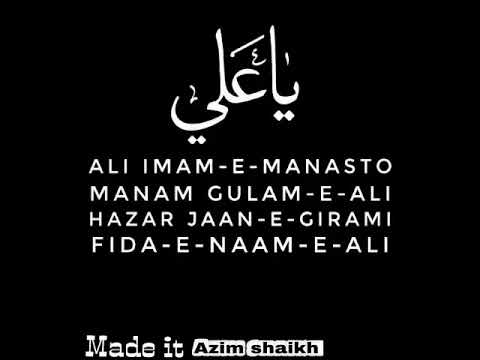 يا علي
ALI IMAM-E-MANASTO
MANAM GULAM-E-ALI
HAZAR JAAN-E-GIRAMI
FIDA-E-NAAM-E-ALI
Made it Azim shaikh